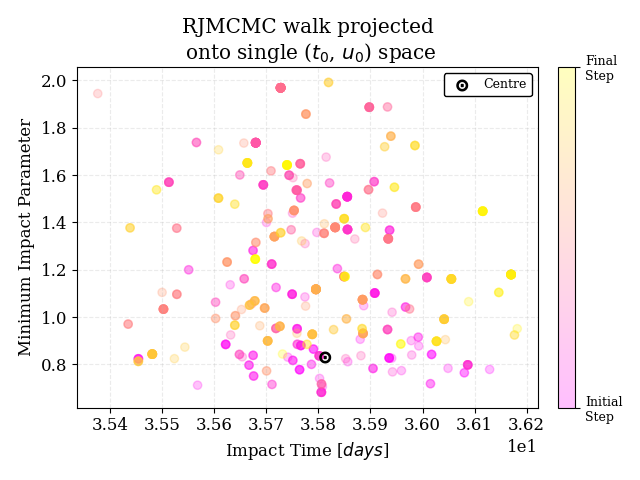 RJMCMC walk projected
onto single (t₀, u₀) space
Centre
Final
Step
Initial
Step
Minimum Impact Parameter
2.0
1.8
1.6
1.4
1.2
1.0
0.8
3.54
3.55
3.56
3.57
3.58
3.59
3.60
3.61
3.62
1e1
Impact Time [days]